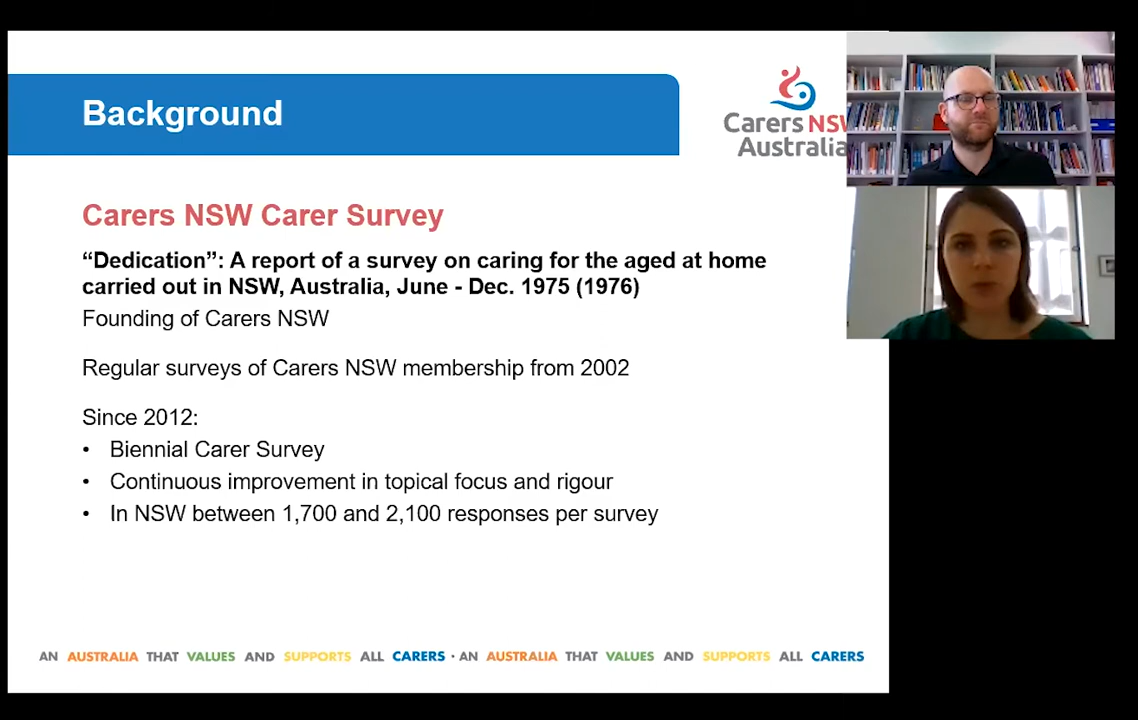 Background
Carers NSW
Australia
Carers NSW Carer Survey
“Dedication”: A report of a survey on caring for the aged at home
carried out in NSW, Australia, June - Dec. 1975 (1976)
Founding of Carers NSW
Regular surveys of Carers NSW membership from 2002
Since 2012:
• Biennial Carer Survey
• Continuous improvement in topical focus and rigour
• In NSW between 1,700 and 2,100 responses per survey
AN AUSTRALIA THAT VALUES AND SUPPORTS ALL CARERS · AN AUSTRALIA THAT VALUES AND SUPPORTS ALL CARERS